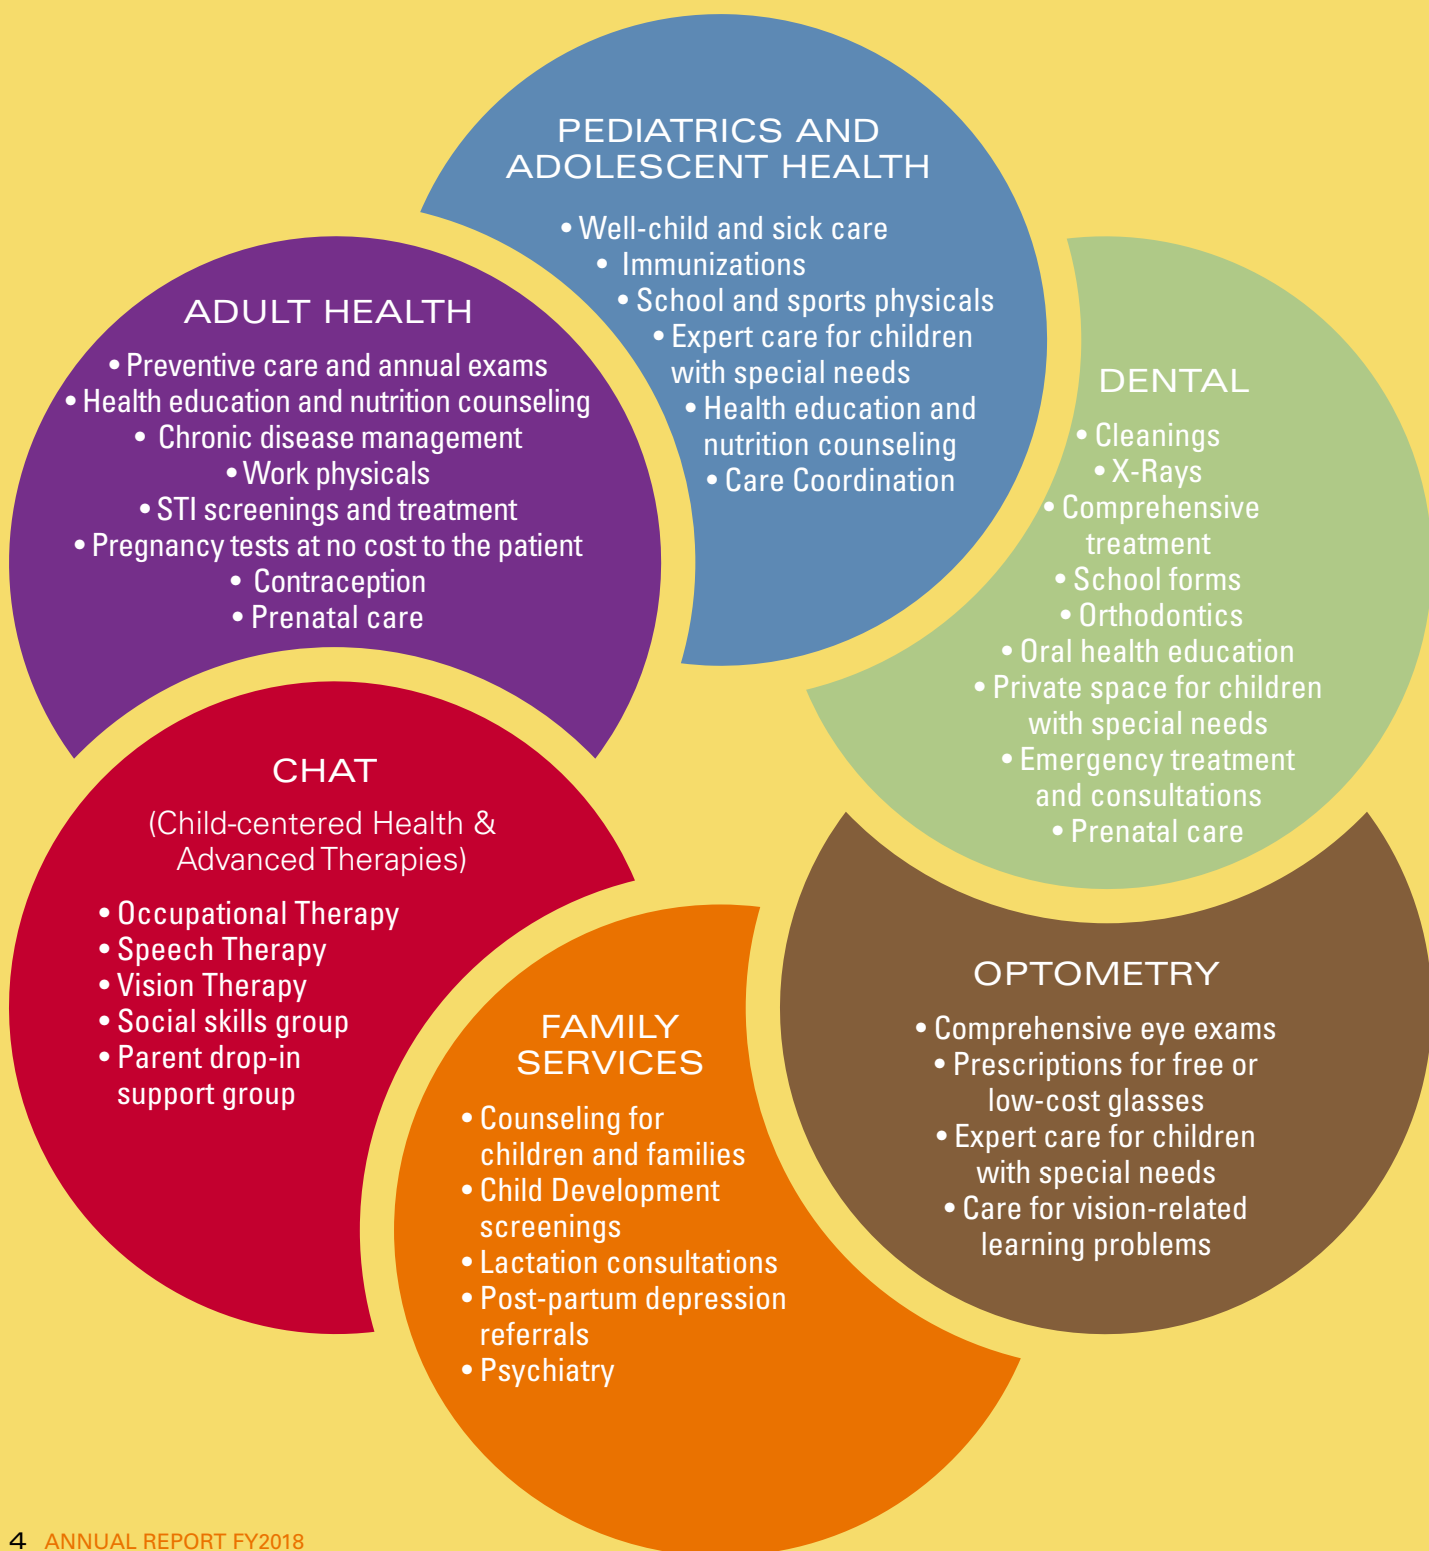 PEDIATRICS AND
ADOLESCENT HEALTH
• Well-child and sick care
• Immunizations
• School and sports physicals
• Expert care for children
with special needs
• Health education and
nutrition counseling
• Care Coordination
ADULT HEALTH
• Preventive care and annual exams
• Health education and nutrition counseling
• Chronic disease management
• Work physicals
• STI screenings and treatment
• Pregnancy tests at no cost to the patient
• Contraception
• Prenatal care
DENTAL
• Cleanings
• X-Rays
• Comprehensive
treatment
• School forms
• Orthodontics
• Oral health education
• Private space for children
with special needs
• Emergency treatment
and consultations
• Prenatal care
CHAT
(Child-centered Health &
Advanced Therapies)
• Occupational Therapy
• Speech Therapy
• Vision Therapy
• Social skills group
• Parent drop-in
support group
FAMILY
SERVICES
• Counseling for
children and families
• Child Development
screenings
• Lactation consultations
• Post-partum depression
referrals
• Psychiatry
OPTOMETRY
• Comprehensive eye exams
• Prescriptions for free or
low-cost glasses
• Expert care for children
with special needs
• Care for vision-related
learning problems
4 ANNUAL REPORT FY2018